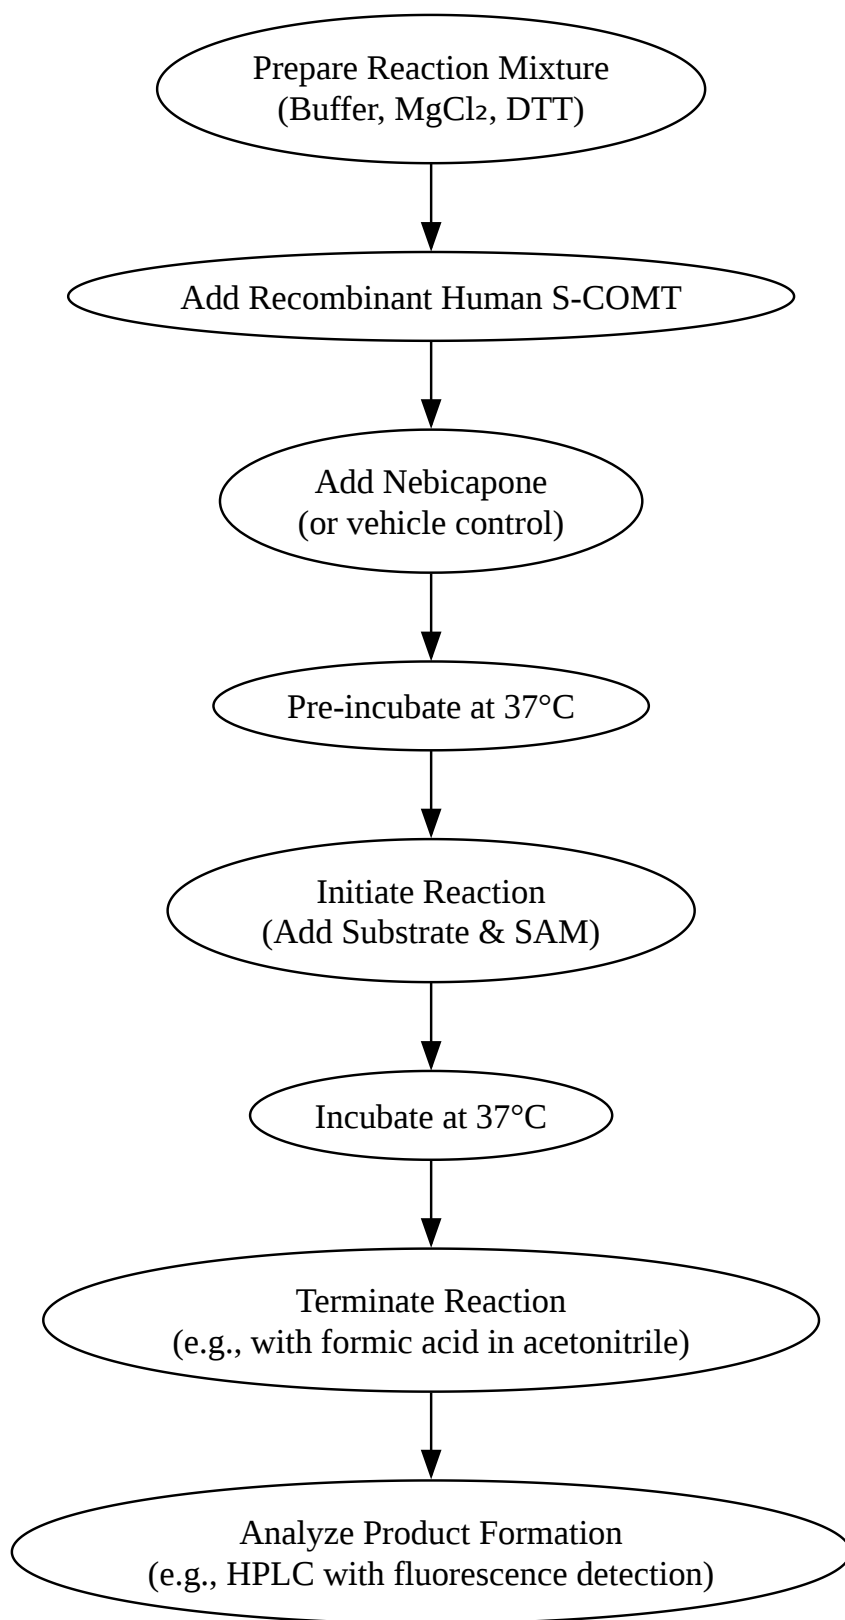 Prepare Reaction Mixture
(Buffer, MgCl₂, DTT)
Add Recombinant Human S-COMT
Add Nebicapone
(or vehicle control)
Pre-incubate at 37°C
Initiate Reaction
(Add Substrate & SAM)
Incubate at 37°C
Terminate Reaction
(e.g., with formic acid in acetonitrile)
Analyze Product Formation
(e.g., HPLC with fluorescence detection)